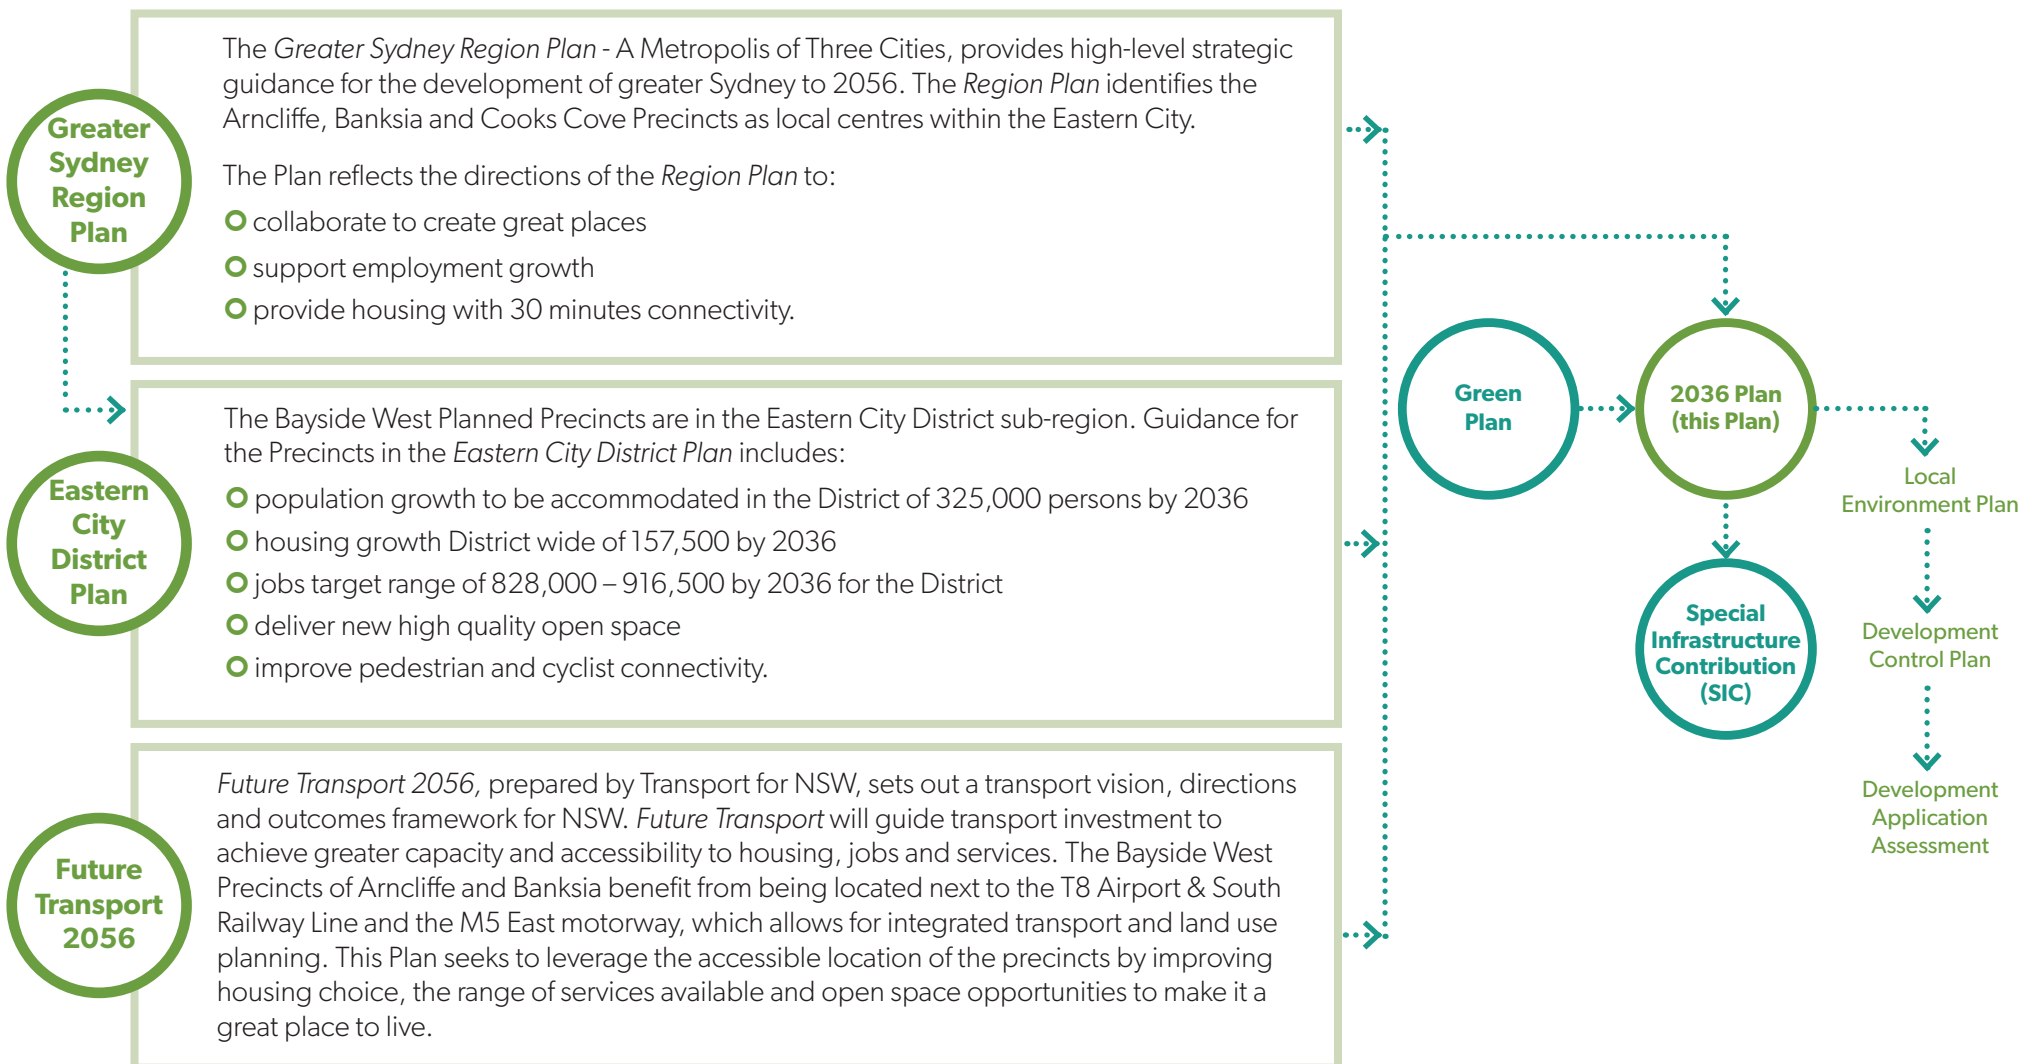 Greater
Sydney
Region
Plan
The Greater Sydney Region Plan - A Metropolis of Three Cities, provides high-level strategic
guidance for the development of greater Sydney to 2056. The Region Plan identifies the
Arncliffe, Banksia and Cooks Cove Precincts as local centres within the Eastern City.
The Plan reflects the directions of the Region Plan to:
collaborate to create great places
support employment growth
provide housing with 30 minutes connectivity.
Eastern
City
District
Plan
The Bayside West Planned Precincts are in the Eastern City District sub-region. Guidance for
the Precincts in the Eastern City District Plan includes:
population growth to be accommodated in the District of 325,000 persons by 2036
housing growth District wide of 157,500 by 2036
jobs target range of 828,000 – 916,500 by 2036 for the District
deliver new high quality open space
improve pedestrian and cyclist connectivity.
Future
Transport
2056
Future Transport 2056, prepared by Transport for NSW, sets out a transport vision, directions
and outcomes framework for NSW. Future Transport will guide transport investment to
achieve greater capacity and accessibility to housing, jobs and services. The Bayside West
Precincts of Arncliffe and Banksia benefit from being located next to the T8 Airport & South
Railway Line and the M5 East motorway, which allows for integrated transport and land use
planning. This Plan seeks to leverage the accessible location of the precincts by improving
housing choice, the range of services available and open space opportunities to make it a
great place to live.
Green
Plan
2036 Plan
(this Plan)
Special
Infrastructure
Contribution
(SIC)
Local
Environment Plan
Development
Control Plan
Development
Application
Assessment